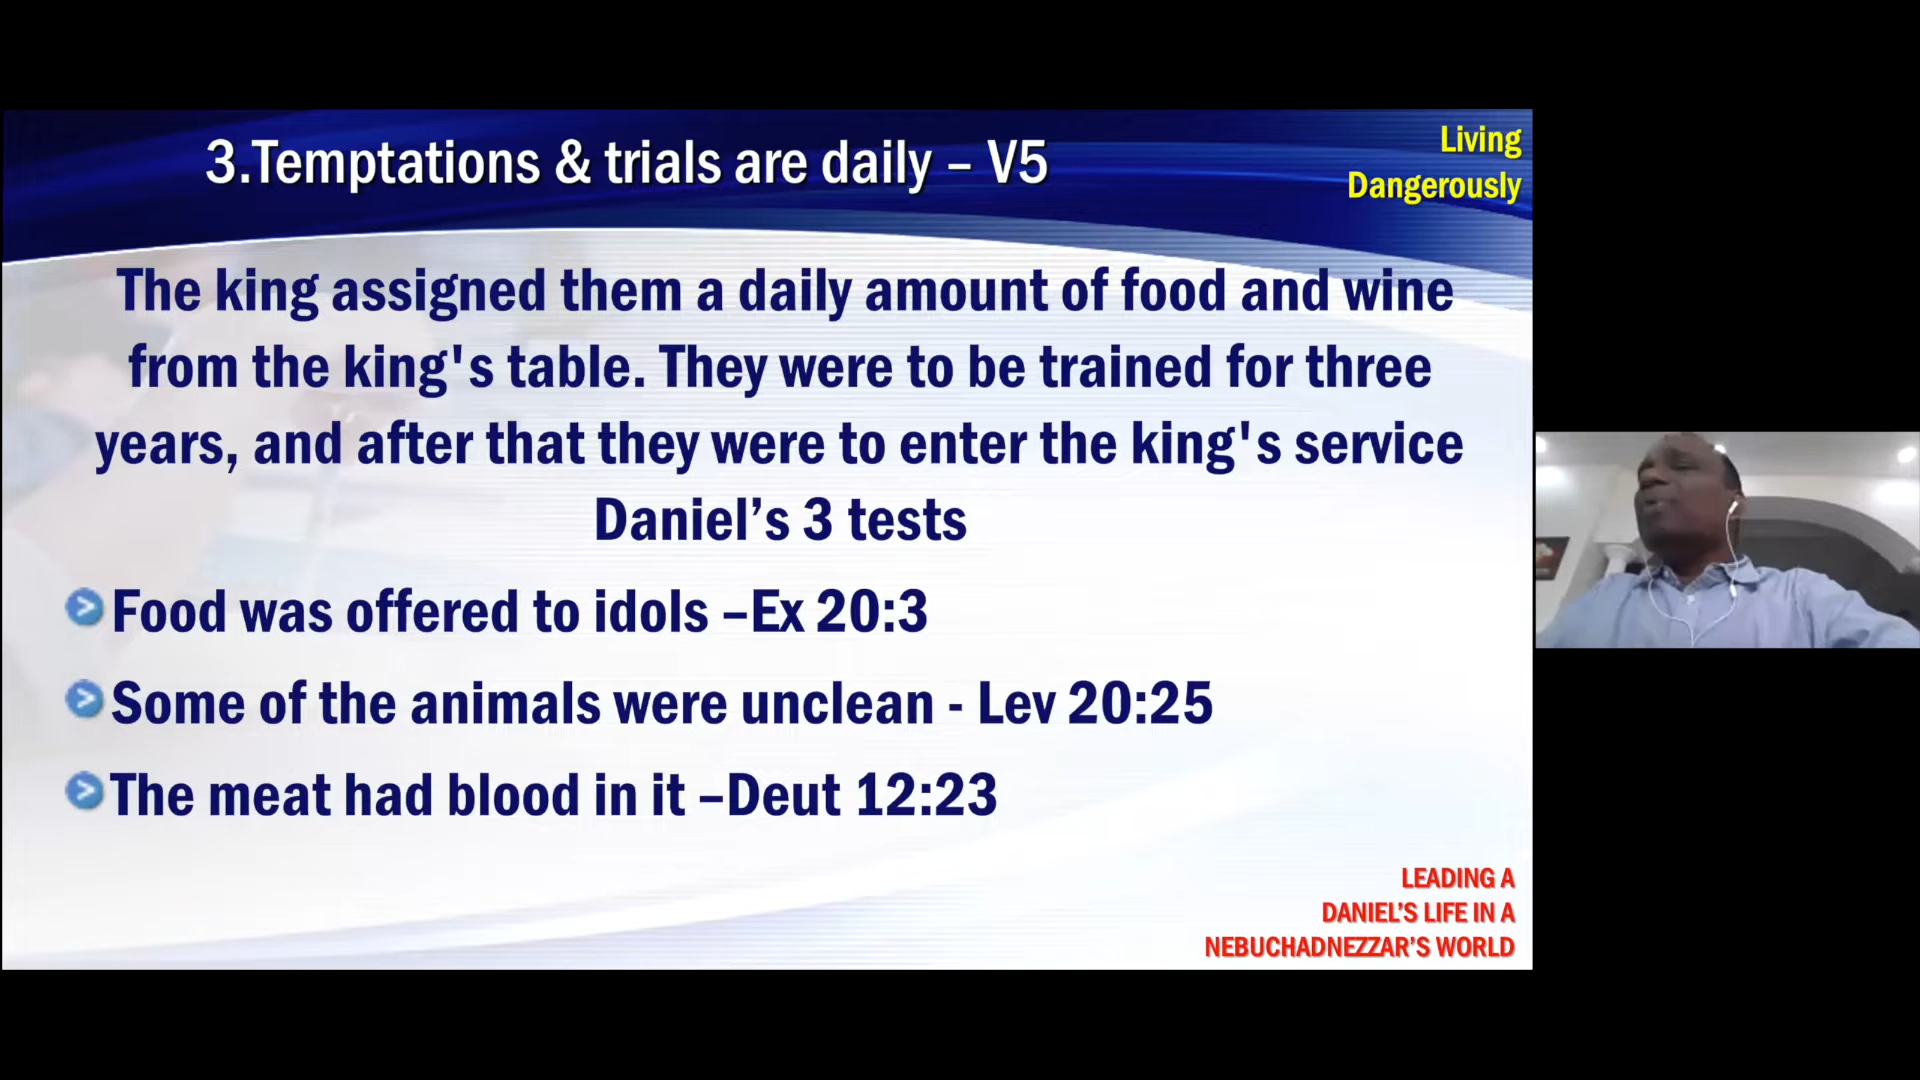 3.Temptations & trials are daily – V5
Living
Dangerously
The king assigned them a daily amount of food and wine
from the king's table. They were to be trained for three
years, and after that they were to enter the king's service
Daniel’s 3 tests
Food was offered to idols –Ex 20:3
Some of the animals were unclean - Lev 20:25
The meat had blood in it –Deut 12:23
LEADING A
DANIEL’S LIFE IN A
NEBUCHADNEZZAR’S WORLD